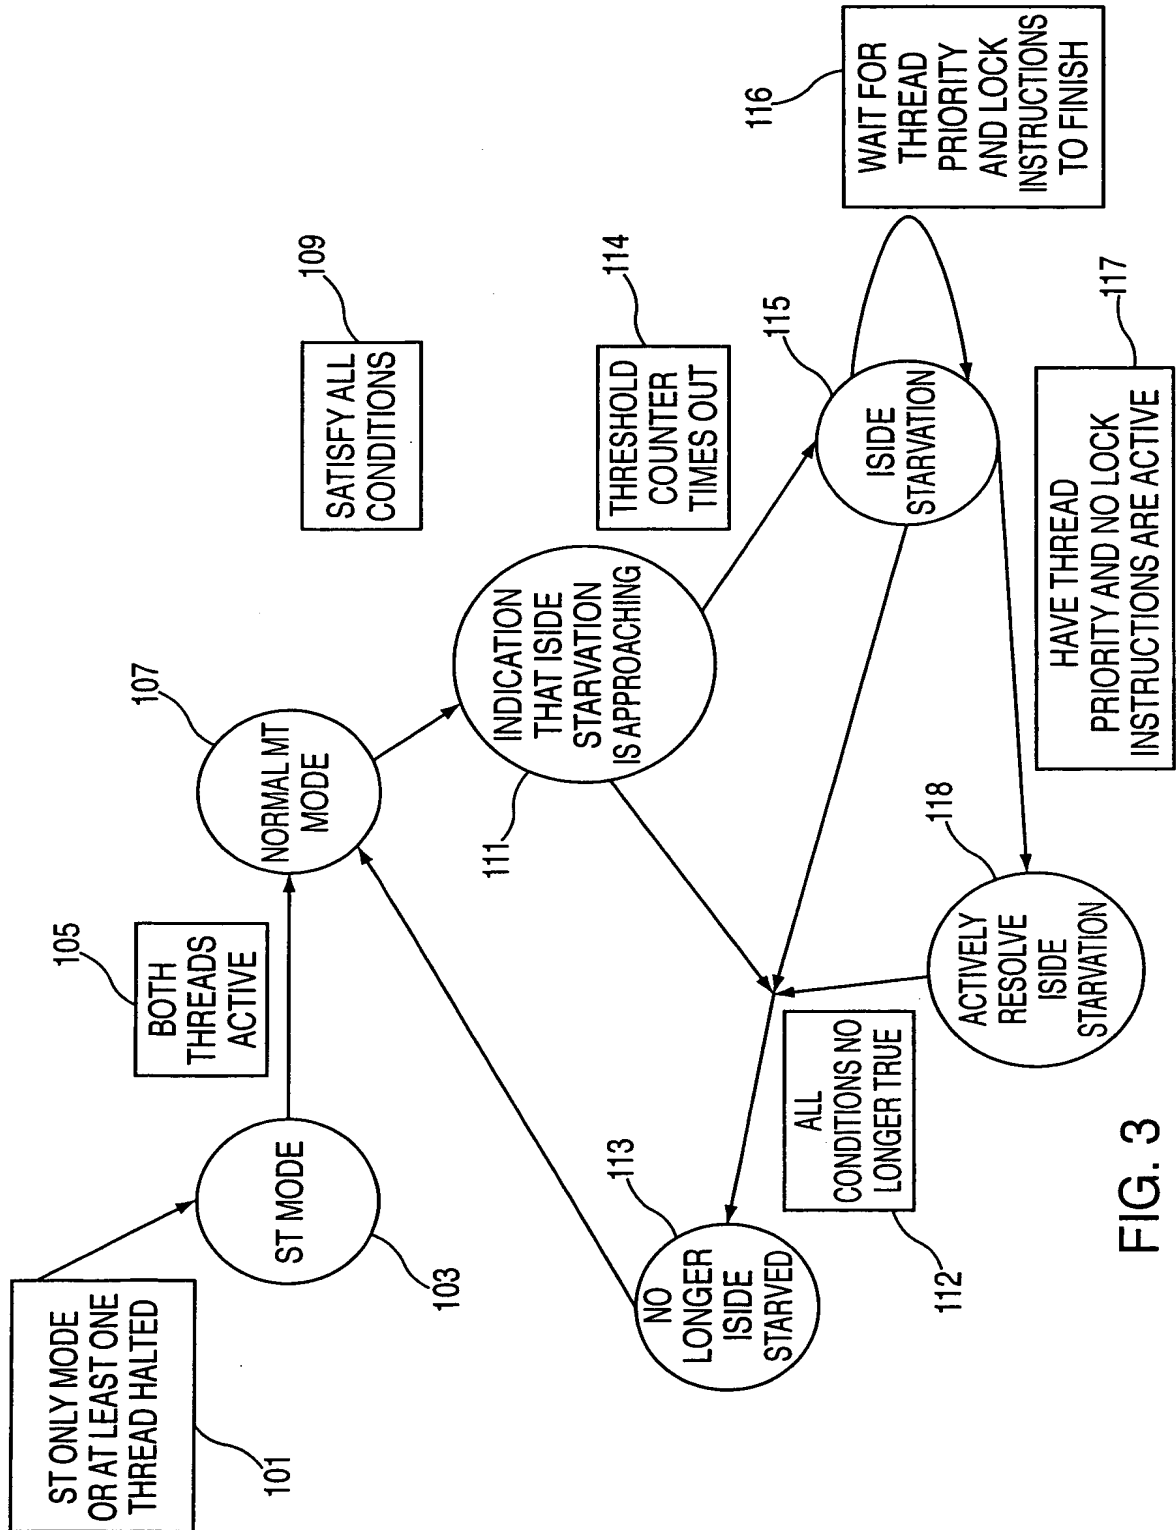 ST ONLY MODE
OR AT LEAST ONE
THREAD HALTED
101
ST MODE
103
BOTH
THREADS
ACTIVE
105
NORMAL MT
MODE
107
SATISFY ALL
CONDITIONS
109
INDICATION
THAT ISIDE
STARVATION
IS APPROACHING
111
THRESHOLD
COUNTER
TIMES OUT
114
ISIDE
STARVATION
115
WAIT FOR
THREAD
PRIORITY
AND LOCK
INSTRUCTIONS
TO FINISH
116
HAVE THREAD
PRIORITY AND NO LOCK
INSTRUCTIONS ARE ACTIVE
117
ACTIVELY
RESOLVE
ISIDE
STARVATION
118
ALL
CONDITIONS NO
LONGER TRUE
112
NO
LONGER
ISIDE
STARVED
113
FIG. 3